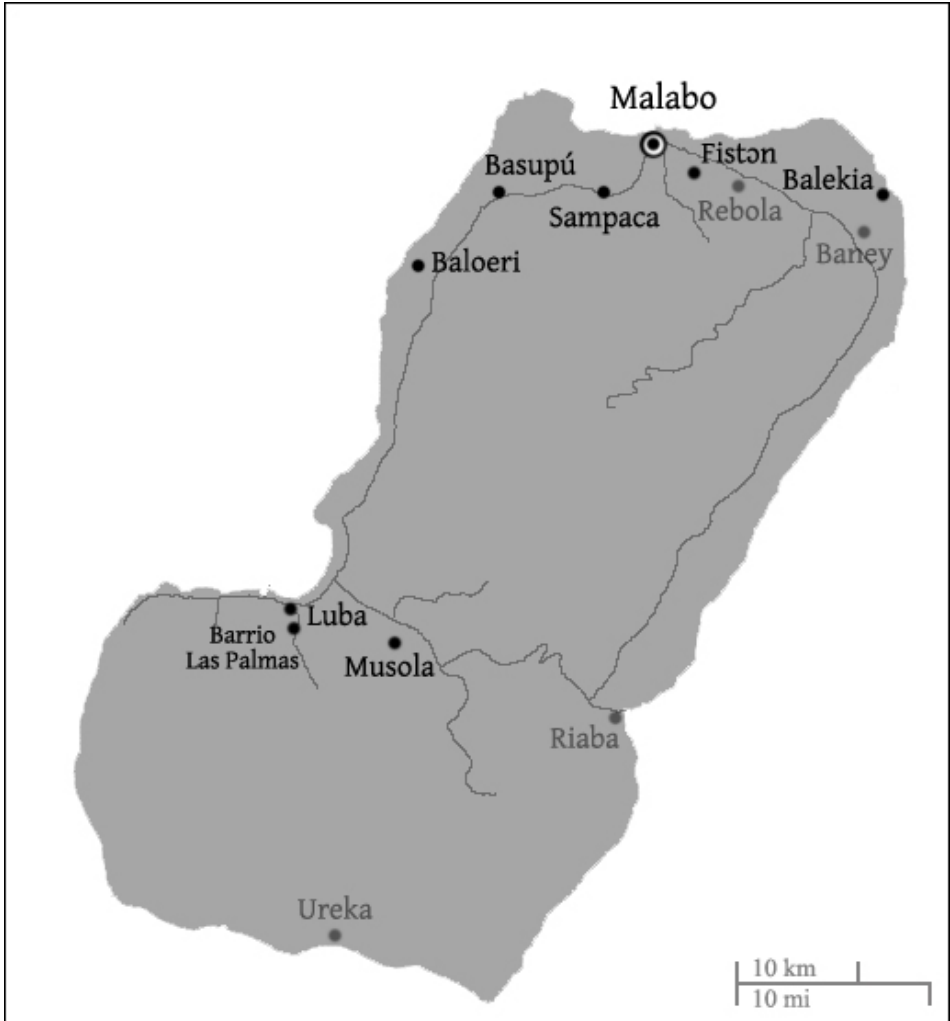 Malabo
Fistɔn
Basupú
Balekia
Sampaca
Rebola
Baney
Baloeri
Luba
Barrio
Las Palmas
Musola
Riaba
Ureka
10 km
10 mi